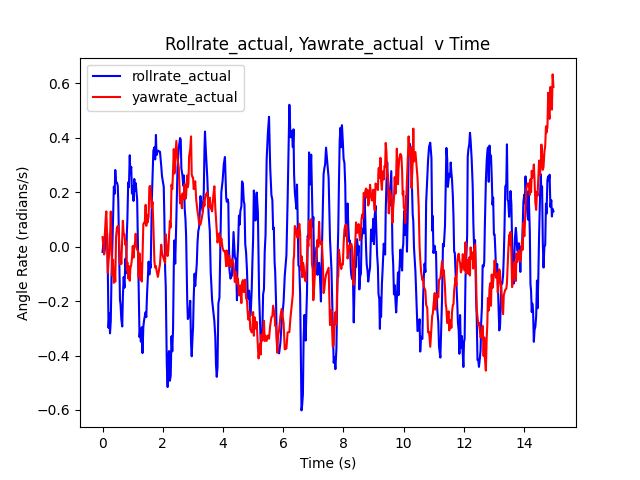 Rollrate_actual, Yawrate_actual  v Time
rollrate_actual
yawrate_actual
Angle Rate (radians/s)
0.6
0.4
0.2
0.0
−0.2
−0.4
−0.6
0 2 4 6 8 10 12 14
Time (s)